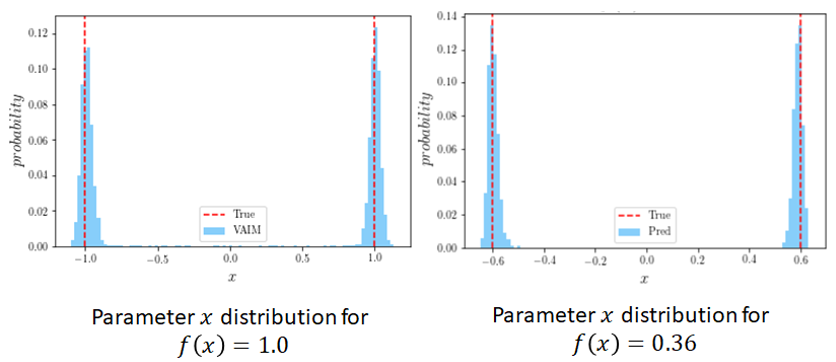 0.12
0.10
0.08
0.06
0.04
0.02
0.00
probability
True
VAIM
−1.0 −0.5 0.0 0.5 1.0
x
Parameter x distribution for
f(x) = 1.0
0.14
0.12
0.10
0.08
0.06
0.04
0.02
0.00
probability
True
Pred
−0.6 −0.4 −0.2 0.0 0.2 0.4 0.6
x
Parameter x distribution for
f(x) = 0.36